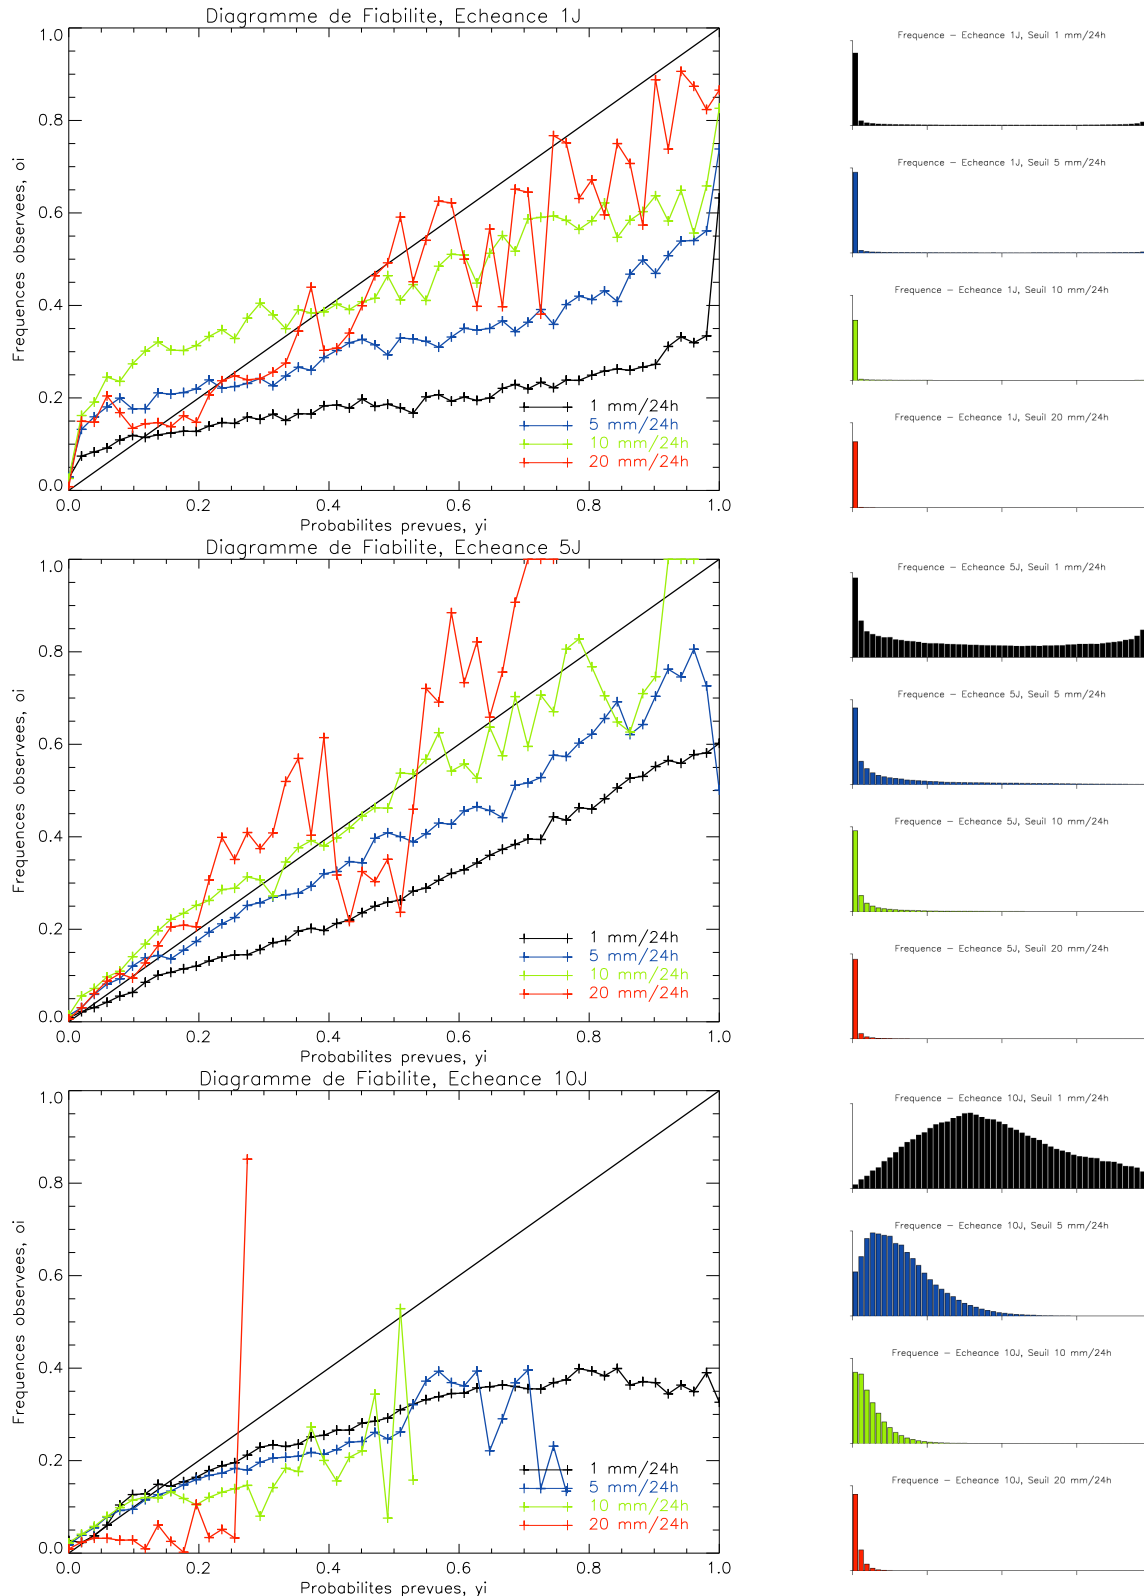 Diagramme de Fiabilite, Echeance 1J
1.0
0.8
0.6
0.4
0.2
0.0
Frequences observees, oi
1 mm/24h
5 mm/24h
10 mm/24h
20 mm/24h
0.0 0.2 0.4 0.6 0.8 1.0
Probabilites prevues, yi
Frequence - Echeance 1J, Seuil 1 mm/24h
Frequence - Echeance 1J, Seuil 5 mm/24h
Frequence - Echeance 1J, Seuil 10 mm/24h
Frequence - Echeance 1J, Seuil 20 mm/24h
Diagramme de Fiabilite, Echeance 5J
1.0
0.8
0.6
0.4
0.2
0.0
Frequences observees, oi
1 mm/24h
5 mm/24h
10 mm/24h
20 mm/24h
0.0 0.2 0.4 0.6 0.8 1.0
Probabilites prevues, yi
Frequence - Echeance 5J, Seuil 1 mm/24h
Frequence - Echeance 5J, Seuil 5 mm/24h
Frequence - Echeance 5J, Seuil 10 mm/24h
Frequence - Echeance 5J, Seuil 20 mm/24h
Diagramme de Fiabilite, Echeance 10J
1.0
0.8
0.6
0.4
0.2
0.0
Frequences observees, oi
1 mm/24h
5 mm/24h
10 mm/24h
20 mm/24h
0.0 0.2 0.4 0.6 0.8 1.0
Probabilites prevues, yi
Frequence - Echeance 10J, Seuil 1 mm/24h
Frequence - Echeance 10J, Seuil 5 mm/24h
Frequence - Echeance 10J, Seuil 10 mm/24h
Frequence - Echeance 10J, Seuil 20 mm/24h